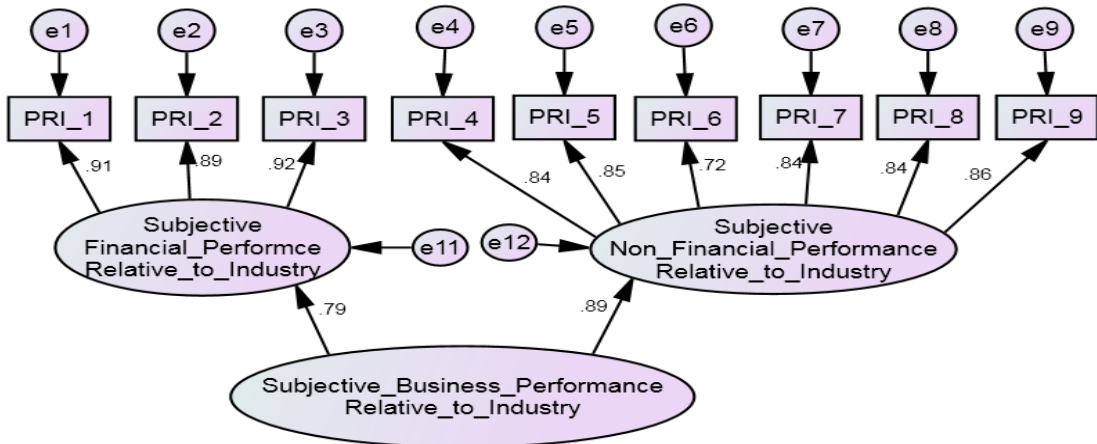 e1 e2 e3 e4 e5 e6 e7 e8 e9
PRI_1 PRI_2 PRI_3 PRI_4 PRI_5 PRI_6 PRI_7 PRI_8 PRI_9
.91 .89 .92 .84 .85 .72 .84 .84 .86
Subjective
Financial_Performce
Relative_to_Industry
e11 e12
Subjective
Non_Financial_Performance
Relative_to_Industry
.79 .89
Subjective_Business_Performance
Relative_to_Industry